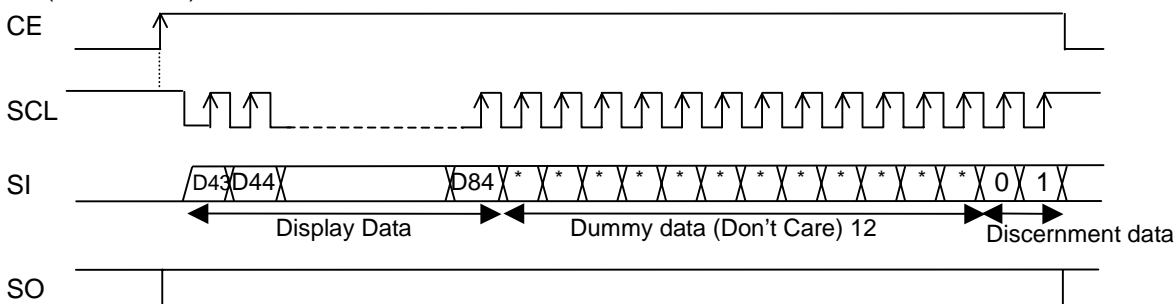 CE
SCL
SI D43 D44 D84 * * * * * * * * * * * * 0 1
Display Data Dummy data (Don't Care) 12 Discernment data
SO